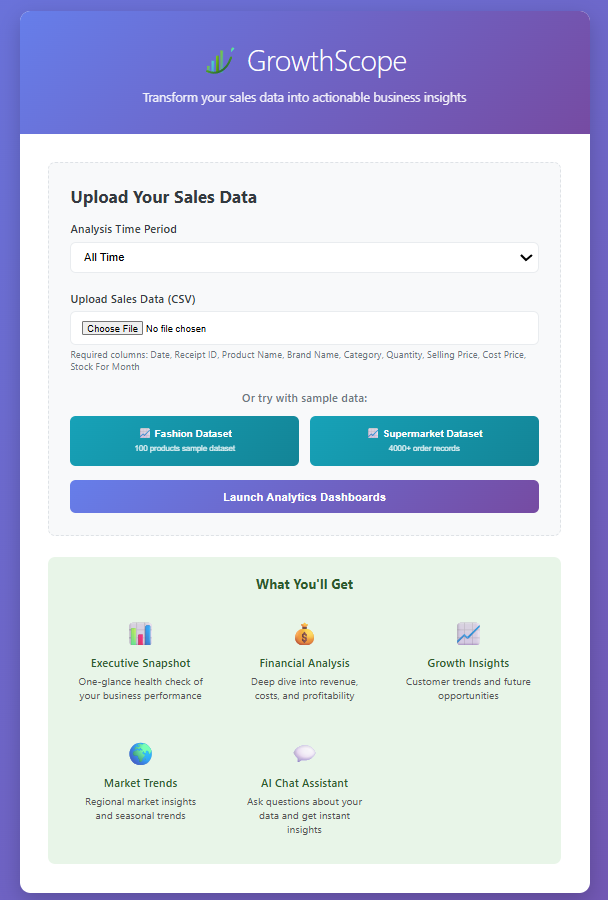 GrowthScope
Transform your sales data into actionable business insights
Upload Your Sales Data
Analysis Time Period
All Time
Upload Sales Data (CSV)
Choose File No file chosen
Required columns: Date, Receipt ID, Product Name, Brand Name, Category, Quantity, Selling Price, Cost Price,
Stock For Month
Or try with sample data:
Fashion Dataset
100 products sample dataset
Supermarket Dataset
4000+ order records
Launch Analytics Dashboards
What You'll Get
Executive Snapshot
One-glance health check of
your business performance
Financial Analysis
Deep dive into revenue,
costs, and profitability
Growth Insights
Customer trends and future
opportunities
Market Trends
Regional market insights
and seasonal trends
AI Chat Assistant
Ask questions about your
data and get instant
insights